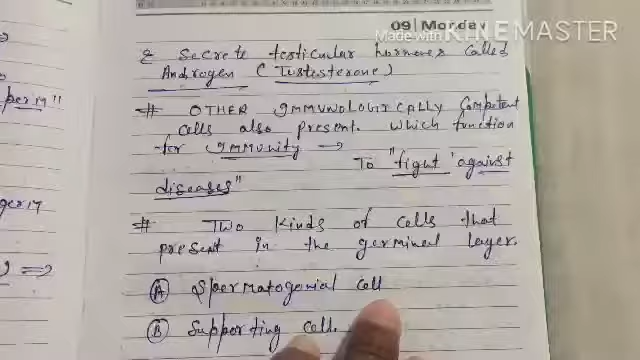 09 Monday
Made with KINEMASTER
& Secrete testicular hormones called
Androgen (Testesterone)
# OTHER IMMUNOLOGICALLY Competent
cells also present. which function
for Immunity →
To "fight against
diseases"
perm"
# Two kinds of cells that
present in the germinal layer.
(A) Spermatogonial cell
(B) Supporting cell.